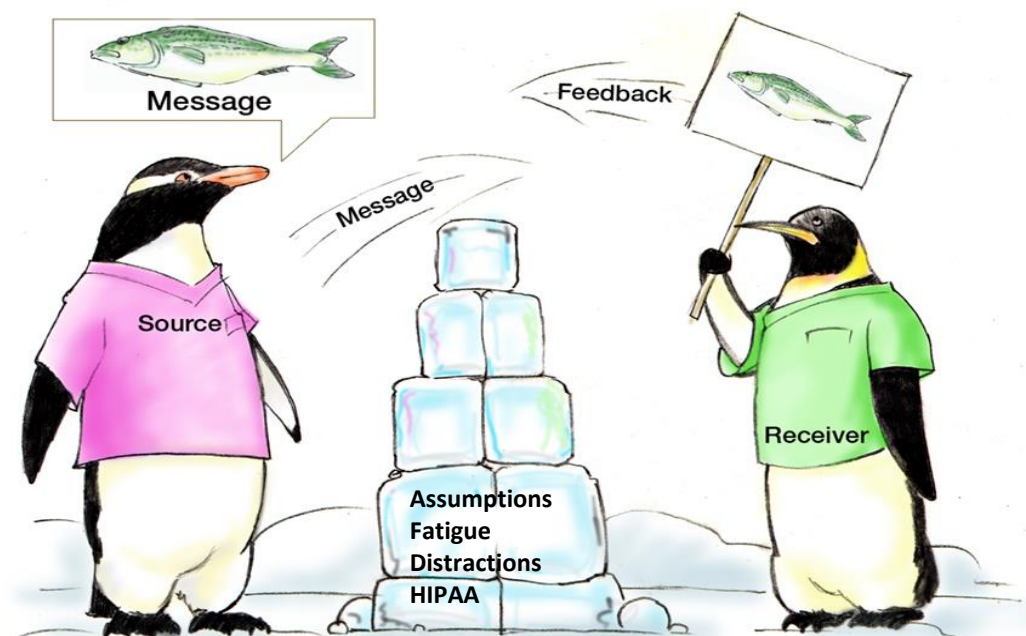 Message
Feedback
Message
Source
Receiver
Assumptions
Fatigue
Distractions
HIPAA